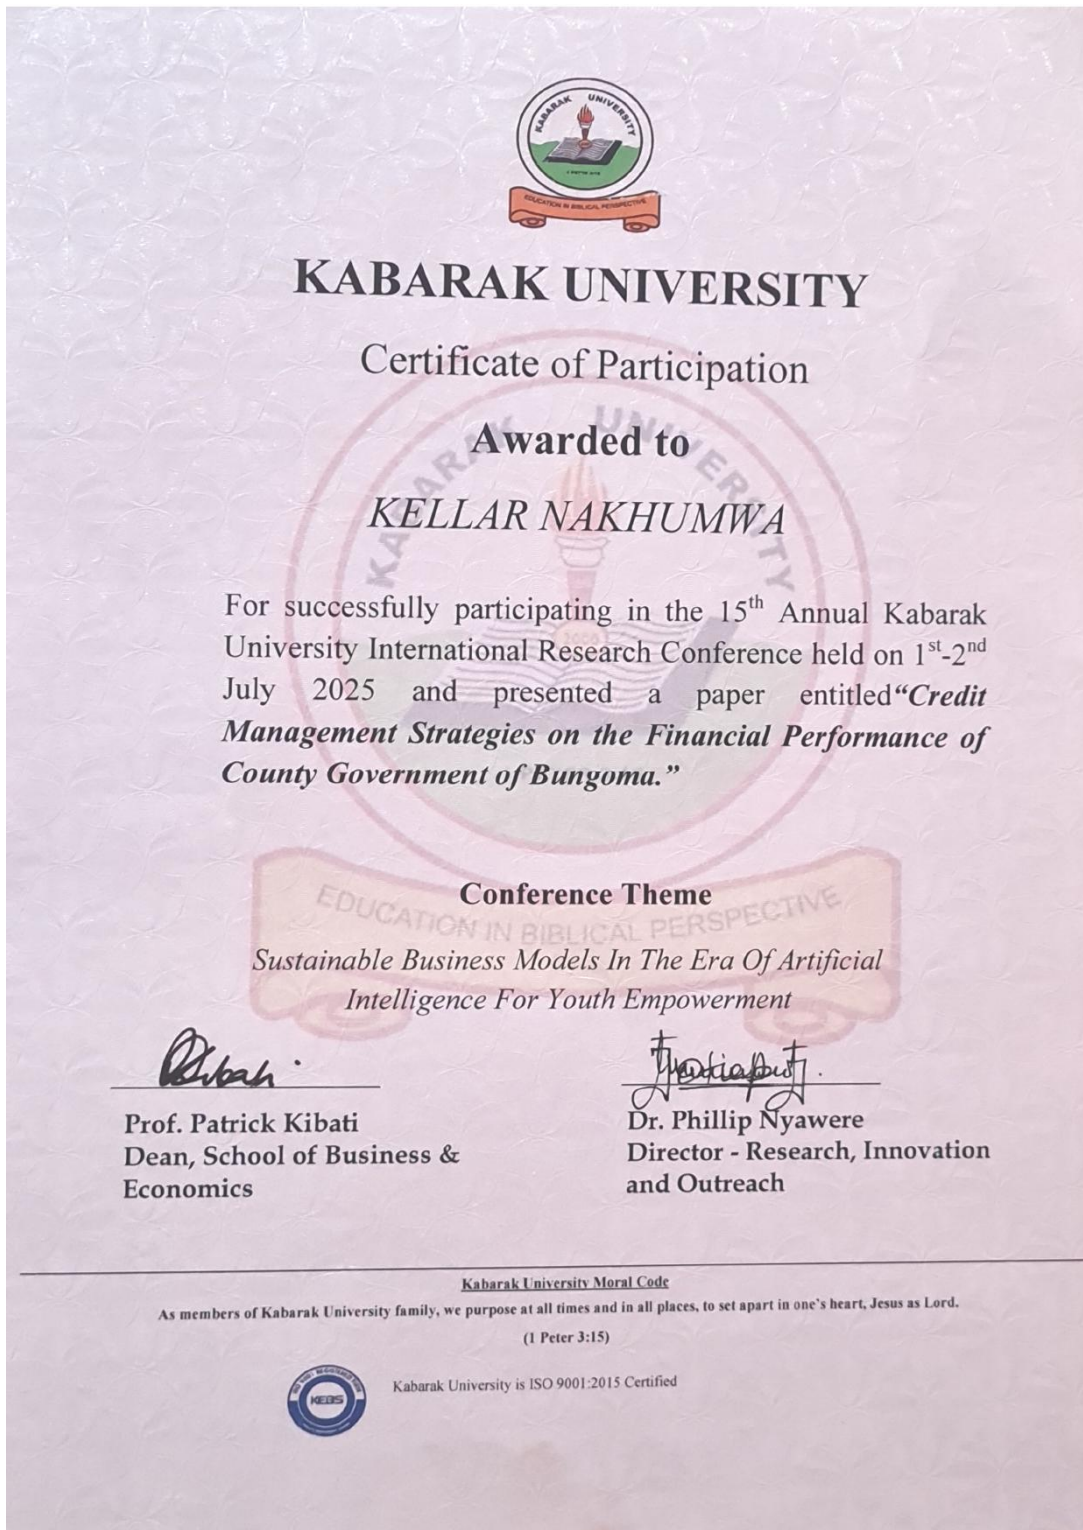 KABARAK UNIVERSITY
EDUCATION IN BIBLICAL PERSPECTIVE
KABARAK UNIVERSITY
Certificate of Participation
Awarded to
KELLAR NAKHUMWA
For successfully participating in the 15th Annual Kabarak
University International Research Conference held on 1st-2nd
July 2025 and presented a paper entitled“Credit
Management Strategies on the Financial Performance of
County Government of Bungoma.”
KABARAK UNIVERSITY
Conference Theme
EDUCATION IN BIBLICAL PERSPECTIVE
Sustainable Business Models In The Era Of Artificial
Intelligence For Youth Empowerment
Prof. Patrick Kibati
Dean, School of Business &
Economics
Dr. Phillip Nyawere
Director - Research, Innovation
and Outreach
Kabarak University Moral Code
As members of Kabarak University family, we purpose at all times and in all places, to set apart in one's heart, Jesus as Lord.
(1 Peter 3:15)
KEBS
Kabarak University is ISO 9001:2015 Certified